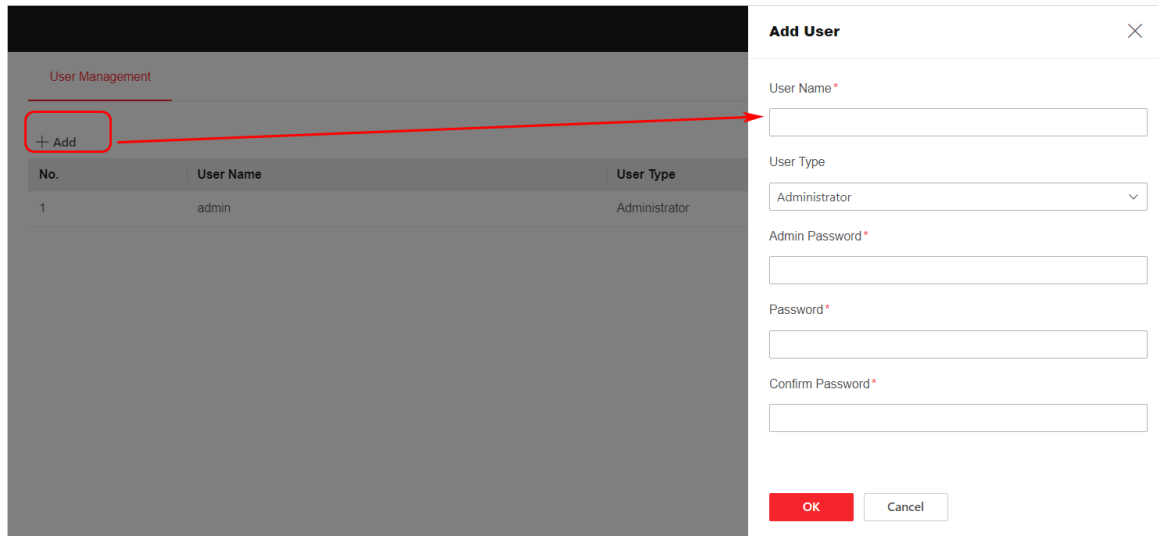 User Management
+ Add
No. User Name User Type
1 admin Administrator
Add User
User Name*
User Type
Administrator
Admin Password*
Password*
Confirm Password*
OK Cancel